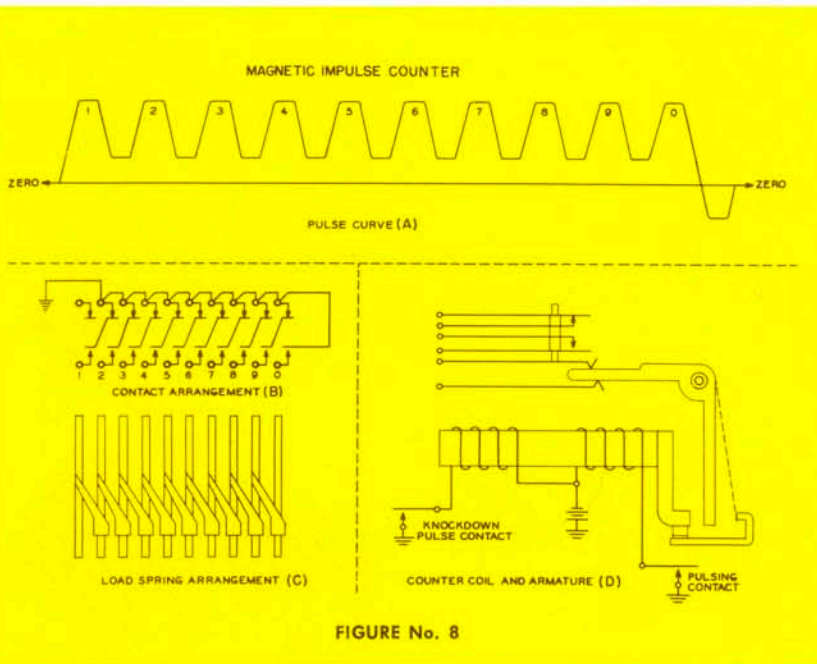 MAGNETIC IMPULSE COUNTER
1 2 3 4 5 6 7 8 9 0
ZERO ZERO
PULSE CURVE (A)
1 2 3 4 5 6 7 8 9 0
CONTACT ARRANGEMENT (B)
LOAD SPRING ARRANGEMENT (C)
KNOCKDOWN
PULSE CONTACT
COUNTER COIL AND ARMATURE (D)
PULSING
CONTACT
FIGURE No. 8